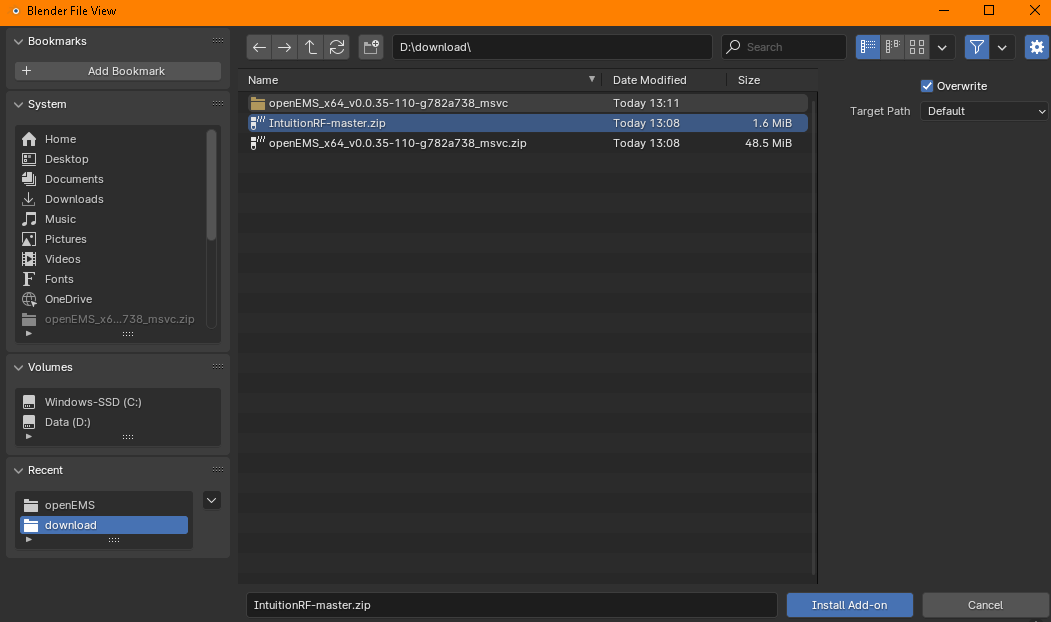 Blender File View
Bookmarks
Add Bookmark
System
Home
Desktop
Documents
Downloads
Music
Pictures
Videos
Fonts
OneDrive
openEMS_x6...738_msvc.zip
Volumes
Windows-SSD (C:)
Data (D:)
Recent
openEMS
download
D:\download\
Search
Name Date Modified Size
openEMS_x64_v0.0.35-110-g782a738_msvc Today 13:11
IntuitionRF-master.zip Today 13:08 1.6 MiB
openEMS_x64_v0.0.35-110-g782a738_msvc.zip Today 13:08 48.5 MiB
Overwrite
Target Path Default
IntuitionRF-master.zip Install Add-on Cancel